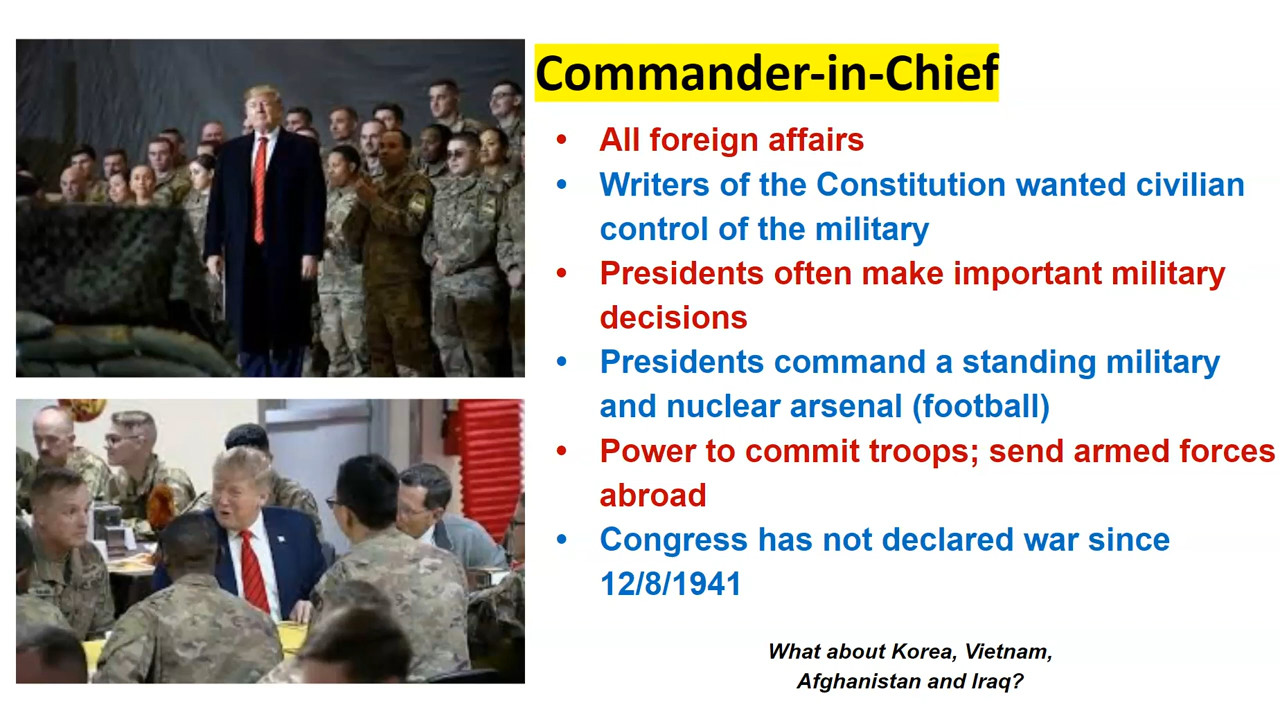 Commander-in-Chief
• All foreign affairs
• Writers of the Constitution wanted civilian
control of the military
• Presidents often make important military
decisions
• Presidents command a standing military
and nuclear arsenal (football)
• Power to commit troops; send armed forces
abroad
• Congress has not declared war since
12/8/1941
What about Korea, Vietnam,
Afghanistan and Iraq?